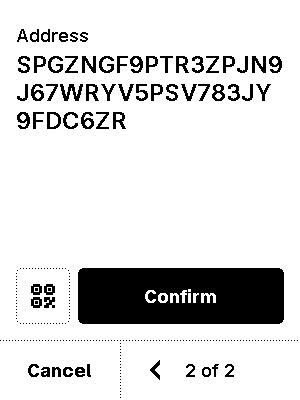 Address
SPGZNGF9PTR3ZPJN9
J67WRYV5PSV783JY
9FDC6ZR
Confirm
Cancel
2 of 2